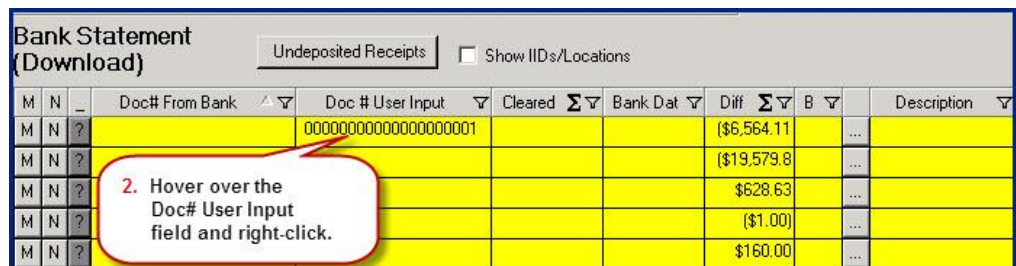 Bank Statement
(Download)
Undeposited Receipts
Show IIDs/Locations
M N _ Doc# From Bank Doc # User Input Cleared Σ Bank Dat Diff Σ B Description
M N ? 00000000000000000001 ($6,564.11 ...
M N ? ($19,579.8 ...
M N ? $628.63 ...
M N ? ($1.00) ...
M N ? $160.00 ...
2. Hover over the
Doc# User Input
field and right-click.